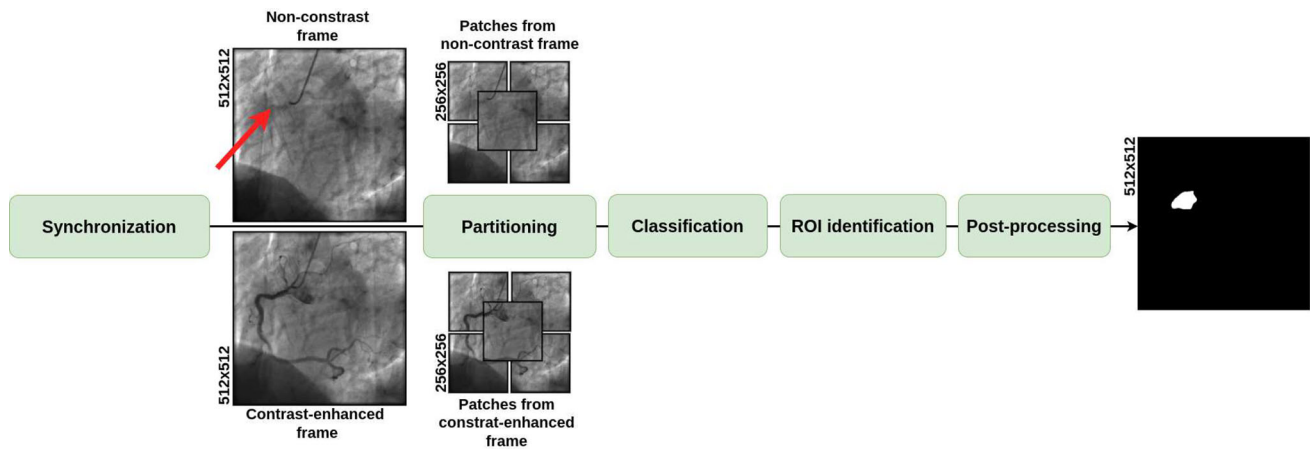 Non-constrast
frame
512x512
Patches from
non-contrast frame
256x256
512x512
Synchronization
Partitioning
Classification
ROI identification
Post-processing
512x512
Contrast-enhanced
frame
256x256
Patches from
constrat-enhanced
frame